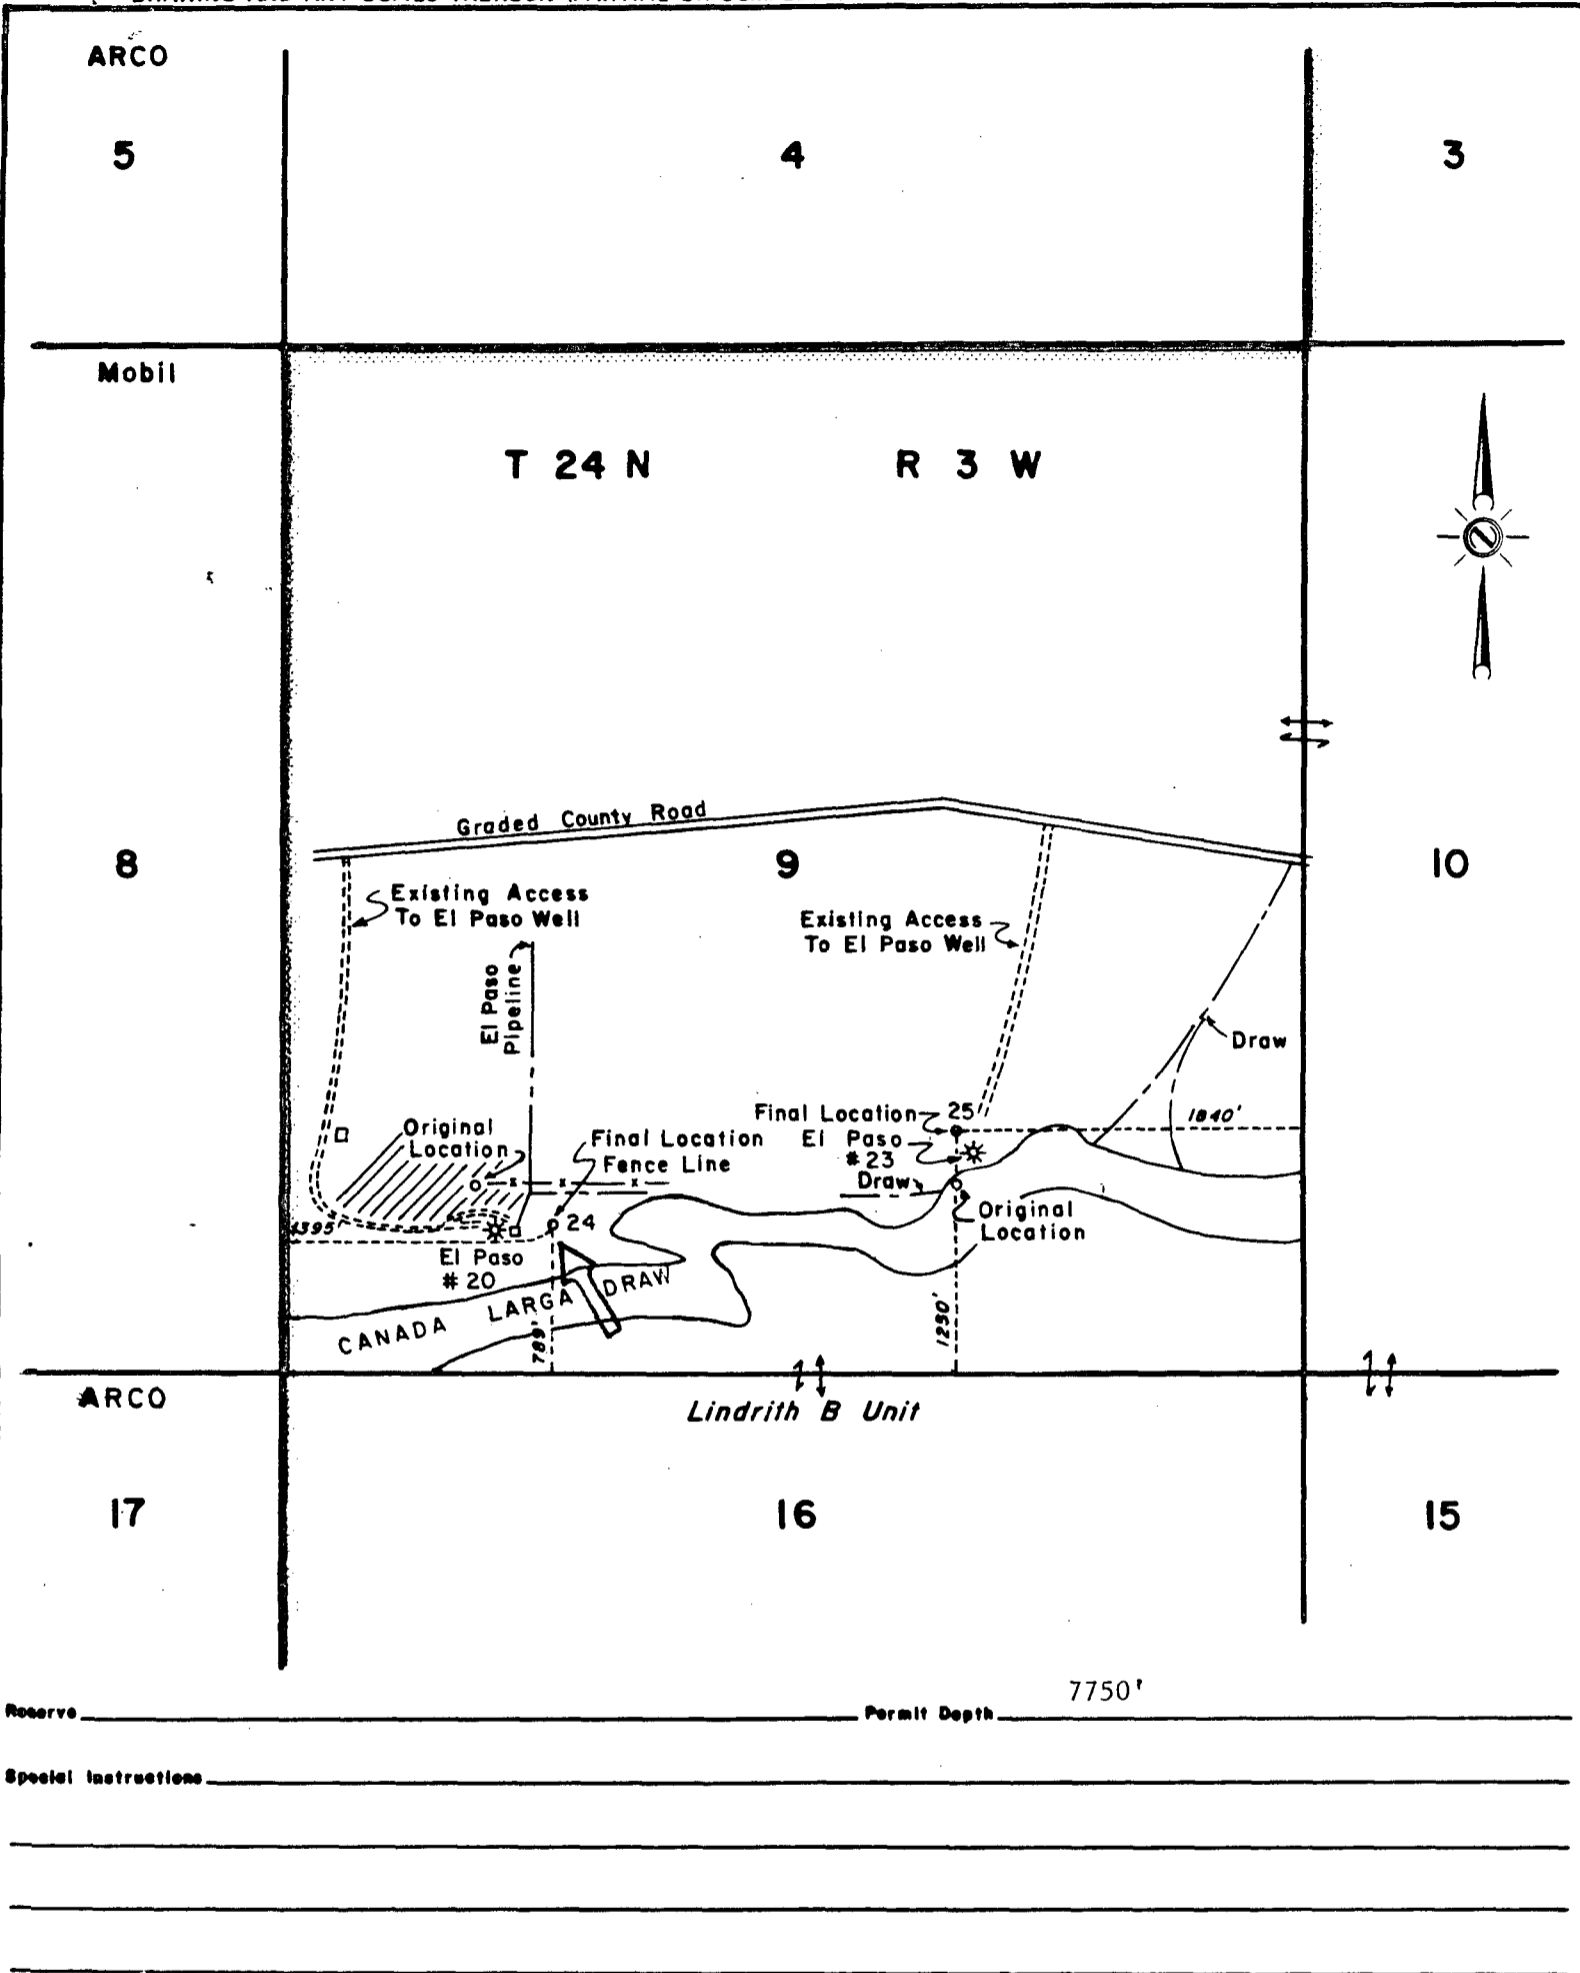 ARCO
5
4
3
Mobil
T 24 N
R 3 W
Graded County Road
8
9
10
Existing Access
To El Paso Well
Existing Access
To El Paso Well
El Paso
Pipeline
Draw
Original
Location
Final Location
Fence Line
Final Location
25
1840'
El Paso
#23
Draw
Original
Location
24
El Paso
#20
CANADA LARGA DRAW
789'
1250'
ARCO
Lindrith B Unit
17
16
15
7750'
Reserve
Permit Depth
Special Instructions